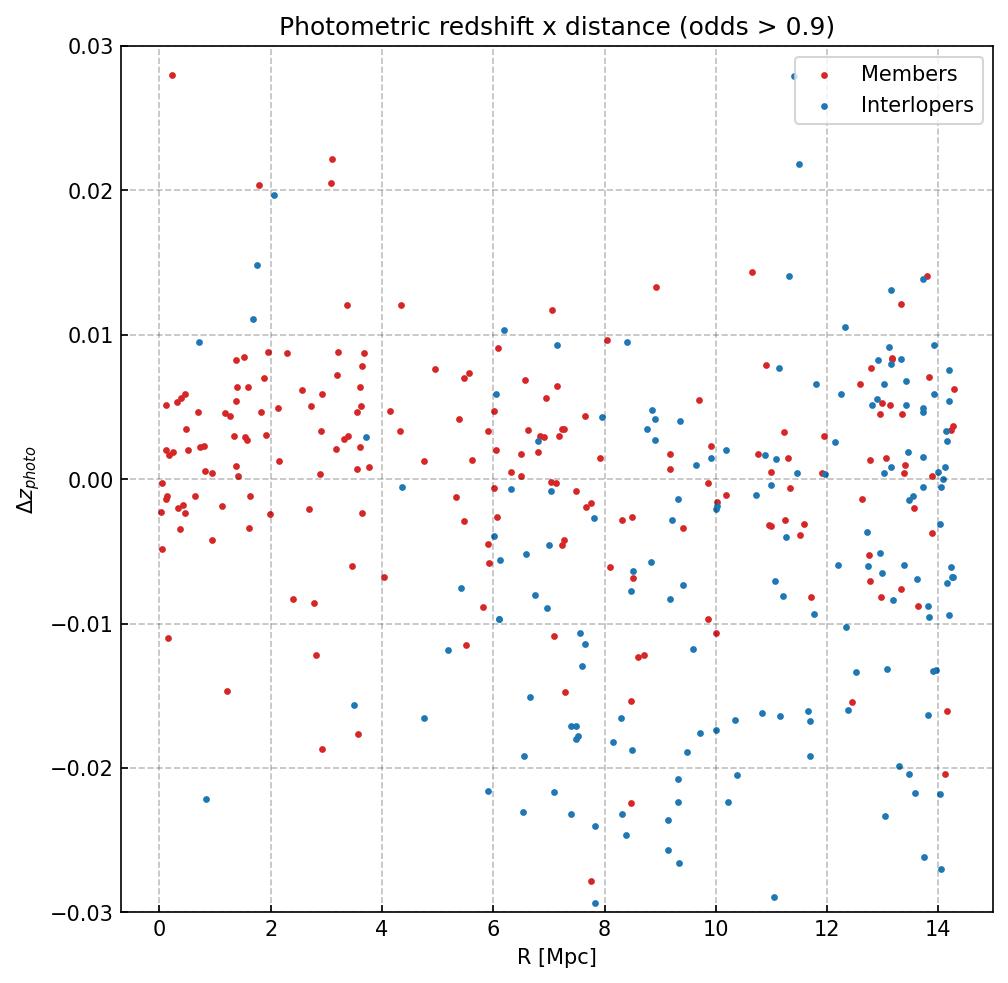 Photometric redshift x distance (odds > 0.9)
Members
Interlopers
0.03
0.02
0.01
0.00
−0.01
−0.02
−0.03
Δz_photo
0 2 4 6 8 10 12 14
R [Mpc]